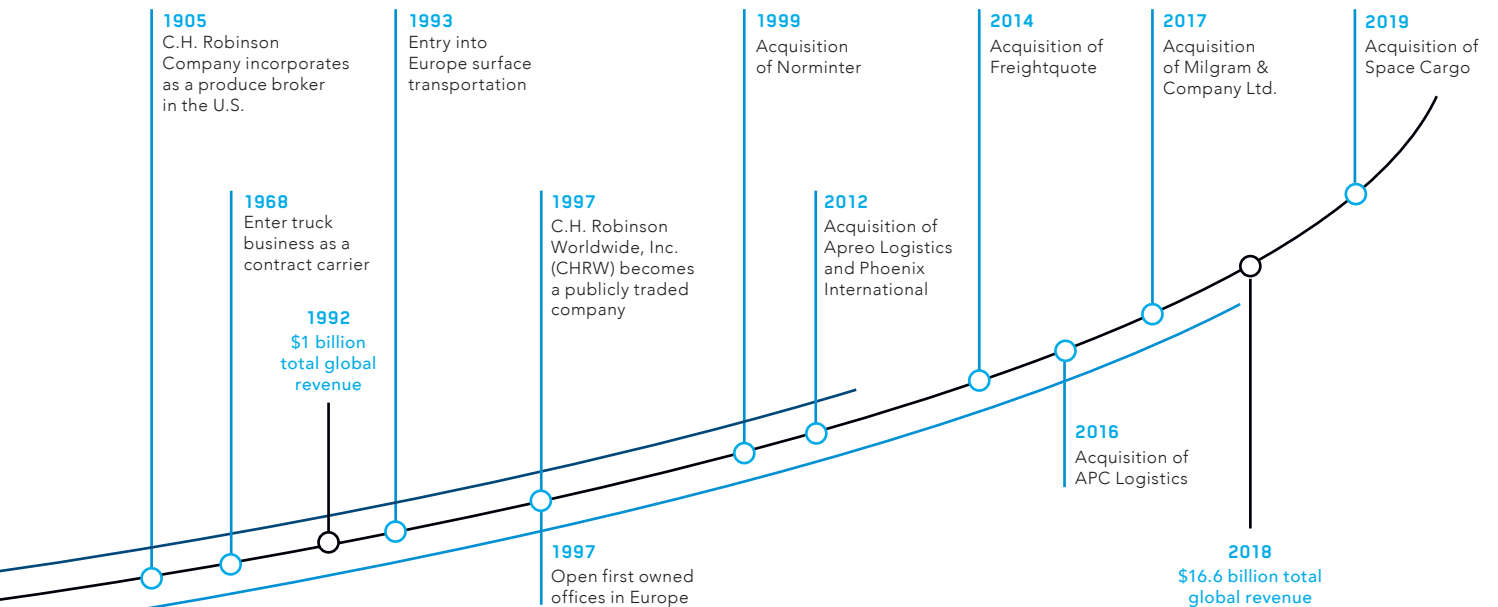 1905
C.H. Robinson
Company incorporates
as a produce broker
in the U.S.
1968
Enter truck
business as a
contract carrier
1992
$1 billion
total global
revenue
1993
Entry into
Europe surface
transportation
1997
C.H. Robinson
Worldwide, Inc.
(CHRW) becomes
a publicly traded
company
1997
Open first owned
offices in Europe
1999
Acquisition
of Norminter
2012
Acquisition of
Apreo Logistics
and Phoenix
International
2014
Acquisition of
Freightquote
2016
Acquisition of
APC Logistics
2017
Acquisition
of Milgram &
Company Ltd.
2018
$16.6 billion total
global revenue
2019
Acquisition of
Space Cargo